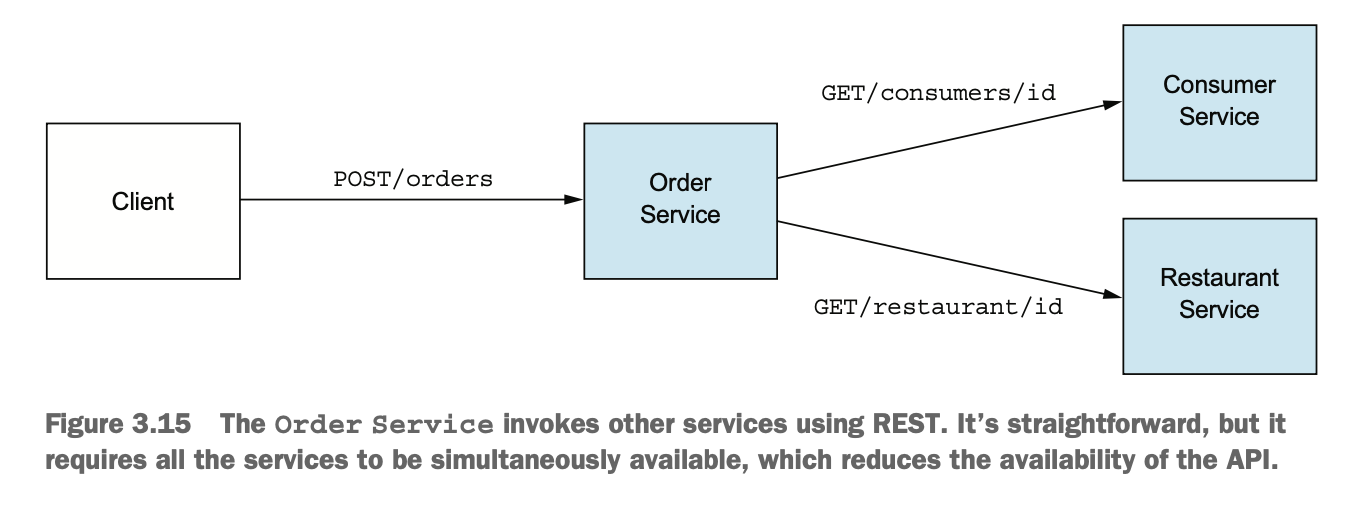 Client
POST/orders
Order
Service
GET/consumers/id
Consumer
Service
GET/restaurant/id
Restaurant
Service
Figure 3.15 The Order Service invokes other services using REST. It’s straightforward, but it
requires all the services to be simultaneously available, which reduces the availability of the API.